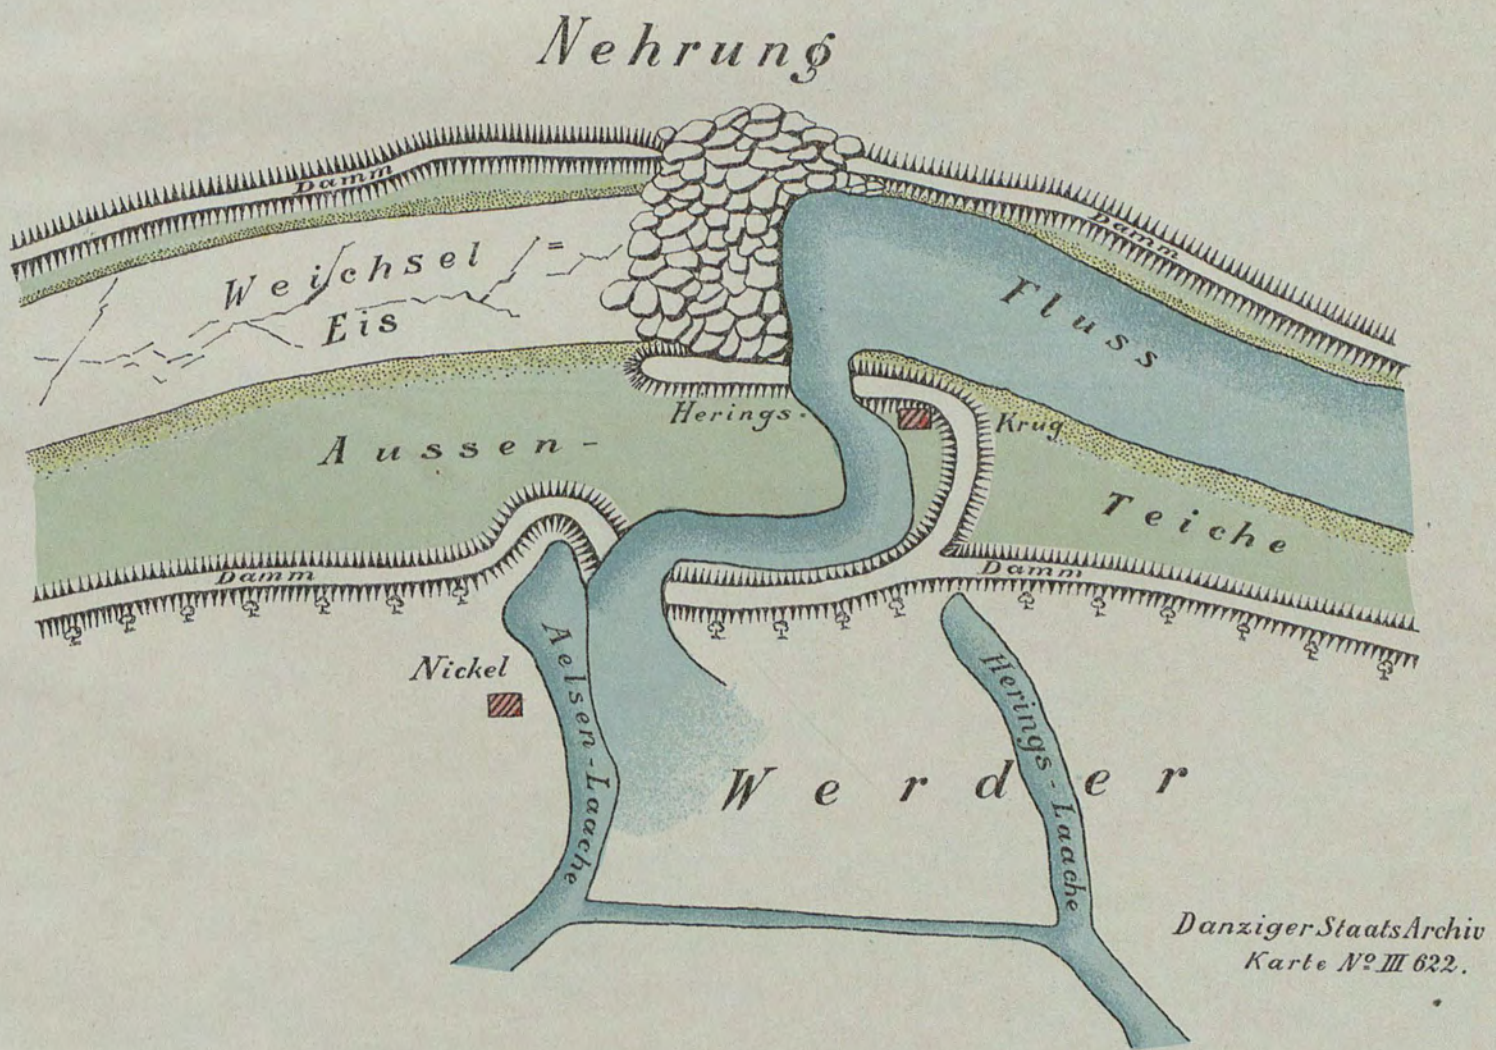 Nehrung
Damm
Damm
Weichsel =
Eis
Fluss
Herings-
Krug
Aussen -
Teiche
Damm
Damm
Nickel
Aelsen-Laache
Herings-Laache
Werder
Danziger Staats Archiv
Karte Nº III 622.